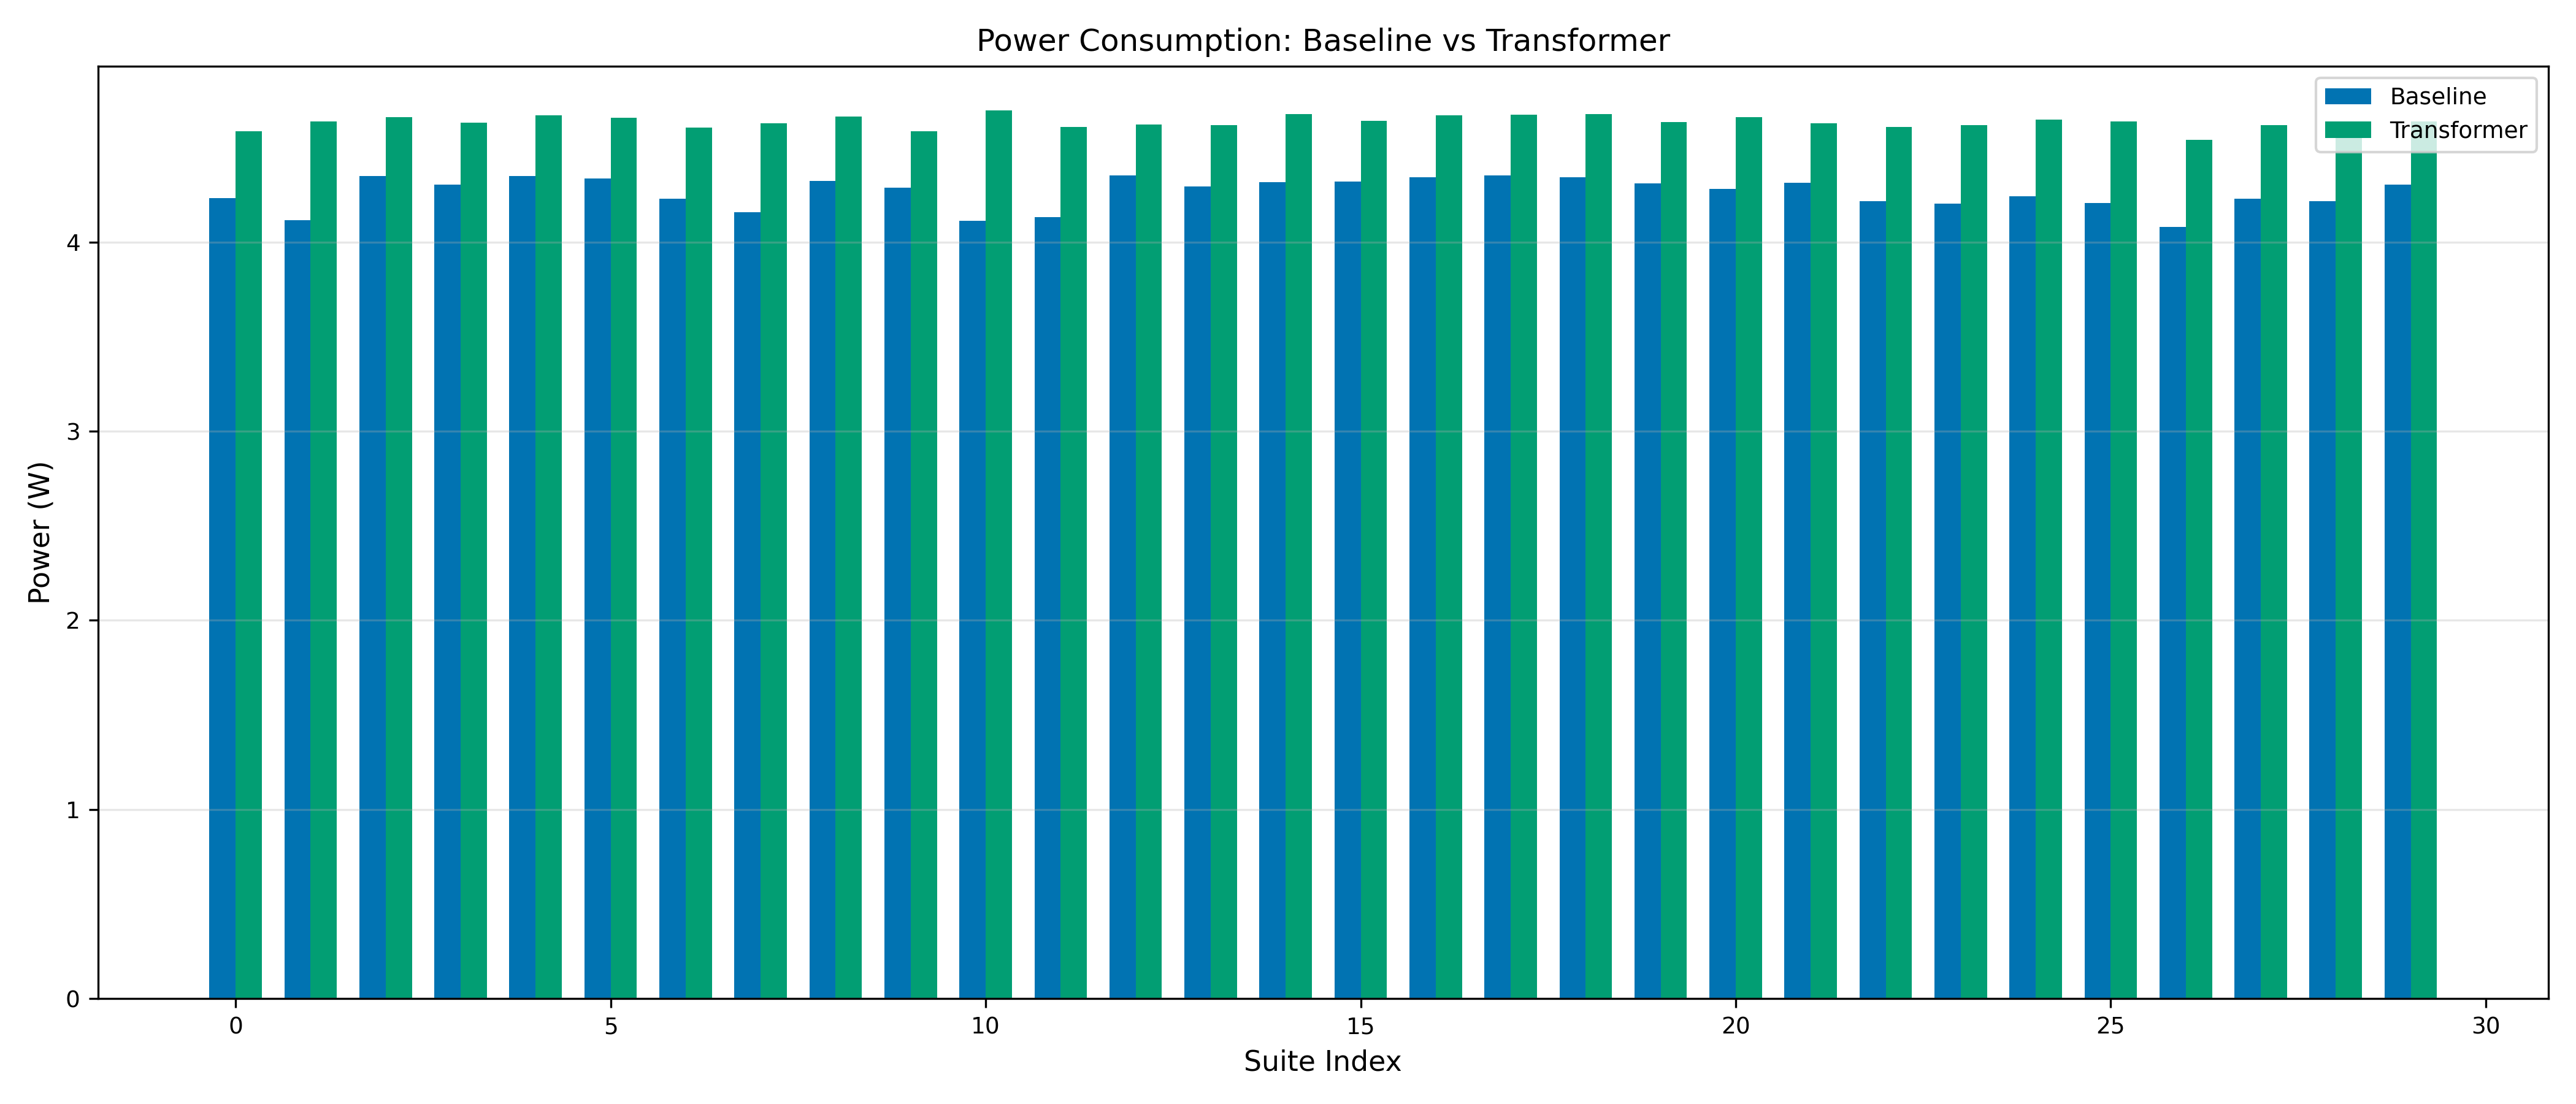 Power Consumption: Baseline vs Transformer
Baseline
Transformer
Power (W)
4
3
2
1
0
0 5 10 15 20 25 30
Suite Index